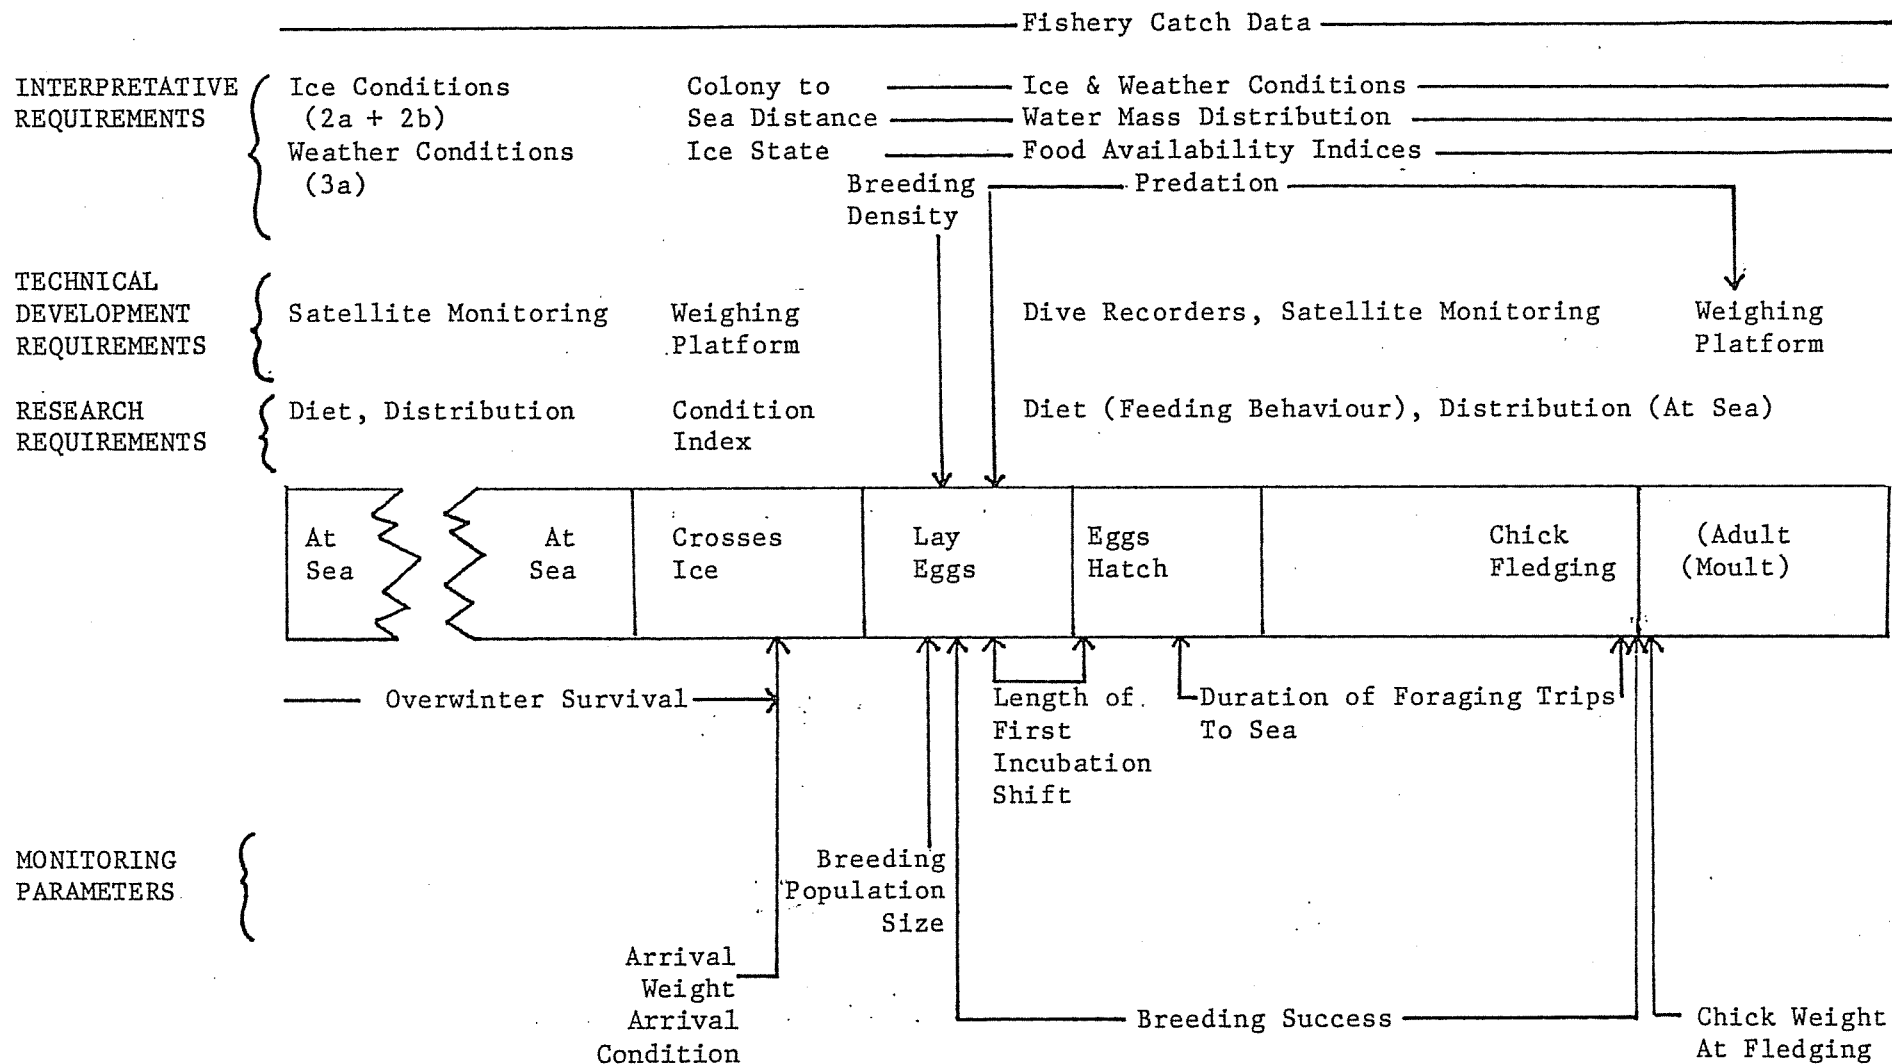 Fishery Catch Data
INTERPRETATIVE
REQUIREMENTS
Ice Conditions
(2a + 2b)
Weather Conditions
(3a)
Colony to
Sea Distance
Ice State
Ice & Weather Conditions
Water Mass Distribution
Food Availability Indices
Breeding
Density
Predation
TECHNICAL
DEVELOPMENT
REQUIREMENTS
Satellite Monitoring
Weighing
Platform
Dive Recorders, Satellite Monitoring
Weighing
Platform
RESEARCH
REQUIREMENTS
Diet, Distribution
Condition
Index
Diet (Feeding Behaviour), Distribution (At Sea)
At
Sea
At
Sea
Crosses
Ice
Lay
Eggs
Eggs
Hatch
Chick
Fledging
(Adult
(Moult)
Overwinter Survival
Length of
First
Incubation
Shift
Duration of Foraging Trips
To Sea
MONITORING
PARAMETERS
Breeding
Population
Size
Arrival
Weight
Arrival
Condition
Breeding Success
Chick Weight
At Fledging